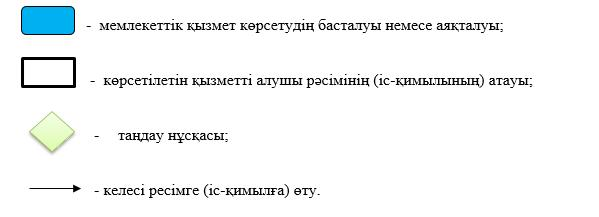 - мемлекеттік қызмет көрсетудің басталуы немесе аяқталуы;
- көрсетілетін қызметті алушы рәсімінің (іс-қимылының) атауы;
- таңдау нұсқасы;
- келесі ресімге (іс-қимылға) өту.